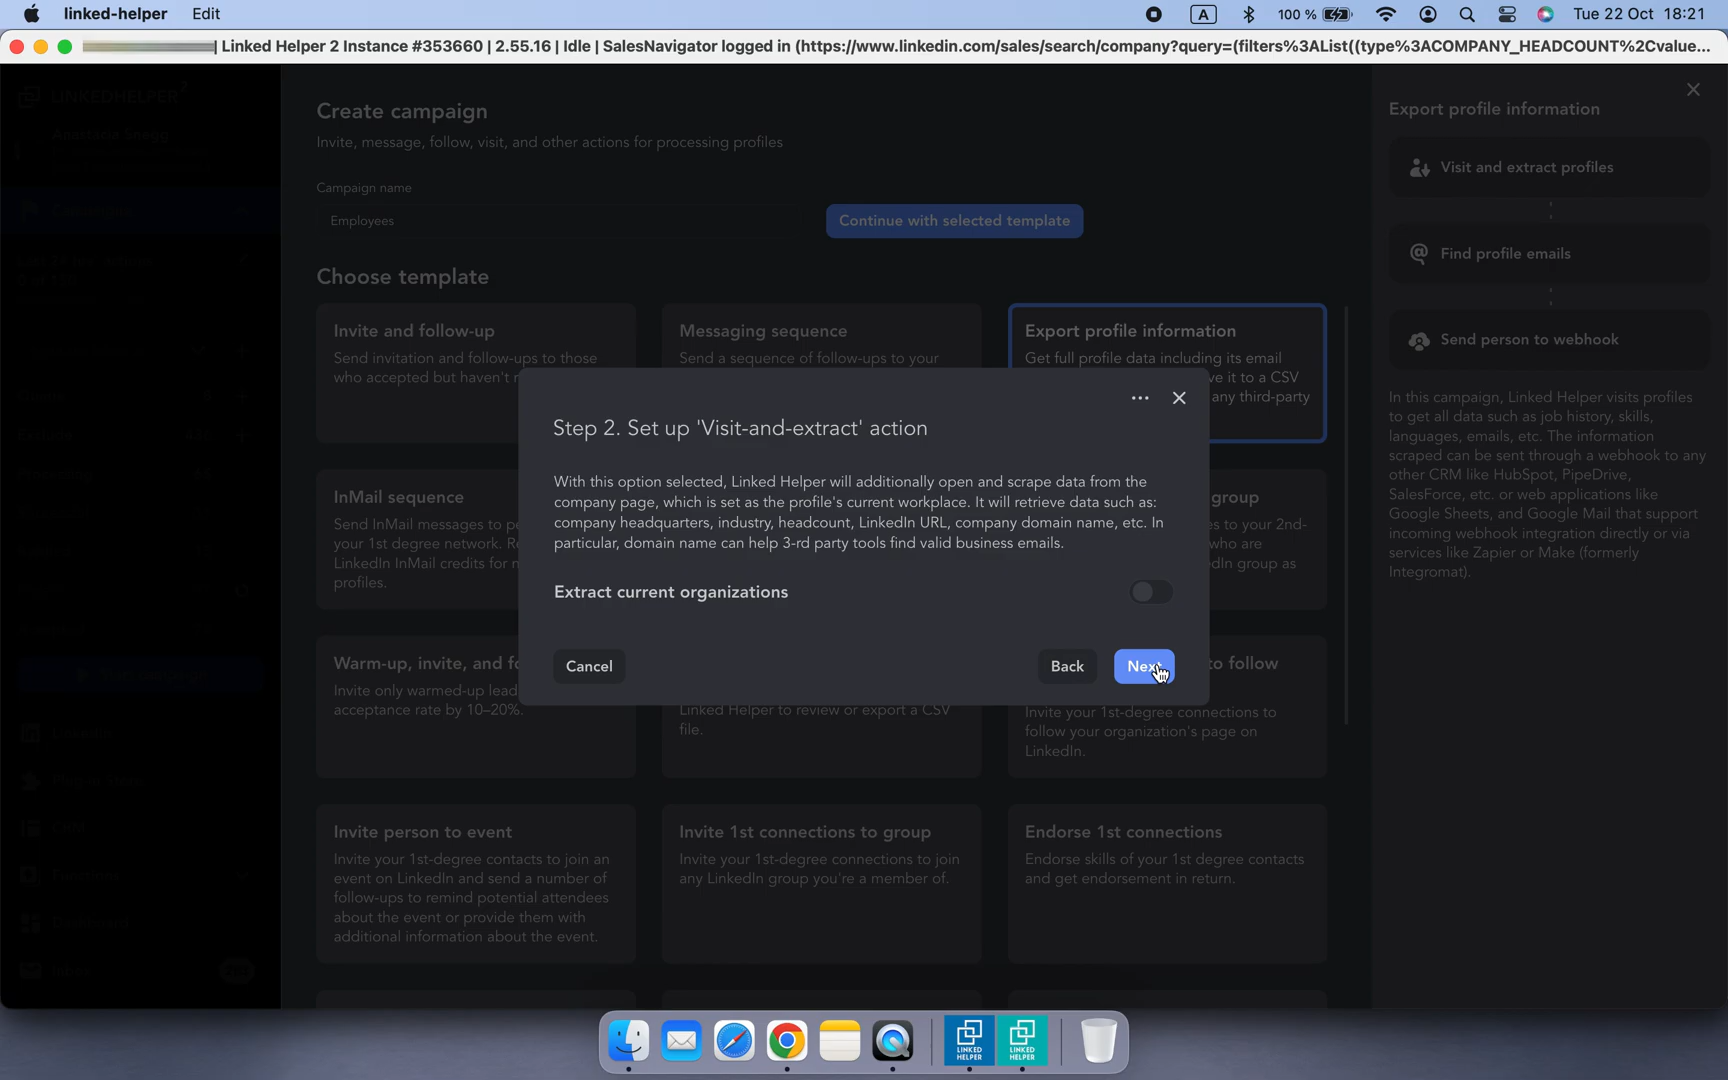 linked-helper Edit
A 100 % Tue 22 Oct 18:21
| Linked Helper 2 Instance #353660 | 2.55.16 | Idle | SalesNavigator logged in (https://www.linkedin.com/sales/search/company?query=(filters%3AList((type%3ACOMPANY_HEADCOUNT%2Cvalue...
LINKEDHELPER
Create campaign
Invite, message, follow, visit, and other actions for processing profiles
Campaign name
Employees
Continue with selected template
Choose template
Invite and follow-up
Send invitation and follow-ups to those
who accepted but haven't r
Messaging sequence
Send a sequence of follow-ups to your
Export profile information
Get full profile data including its email
ve it to a CSV
any third-party
InMail sequence
Send InMail messages to pe
your 1st degree network. Re
LinkedIn InMail credits for n
profiles.
group
es to your 2nd-
who are
dIn group as
Warm-up, invite, and fo
Invite only warmed-up lead
acceptance rate by 10–20%.
Linked Helper to review or export a CSV
file.
to follow
Invite your 1st-degree connections to
follow your organization's page on
LinkedIn.
Invite person to event
Invite your 1st-degree contacts to join an
event on LinkedIn and send a number of
follow-ups to remind potential attendees
about the event or provide them with
additional information about the event.
Invite 1st connections to group
Invite your 1st-degree connections to join
any LinkedIn group you're a member of.
Endorse 1st connections
Endorse skills of your 1st degree contacts
and get endorsement in return.
Step 2. Set up 'Visit-and-extract' action
With this option selected, Linked Helper will additionally open and scrape data from the
company page, which is set as the profile's current workplace. It will retrieve data such as:
company headquarters, industry, headcount, LinkedIn URL, company domain name, etc. In
particular, domain name can help 3-rd party tools find valid business emails.
Extract current organizations
Cancel
Back
Next
Export profile information
Visit and extract profiles
Find profile emails
Send person to webhook
In this campaign, Linked Helper visits profiles
to get all data such as job history, skills,
languages, emails, etc. The information
scraped can be sent through a webhook to any
other CRM like HubSpot, PipeDrive,
SalesForce, etc. or web applications like
Google Sheets, and Google Mail that support
incoming webhook integration directly or via
services like Zapier or Make (formerly
Integromat).
LINKED
HELPER
LINKED
HELPER